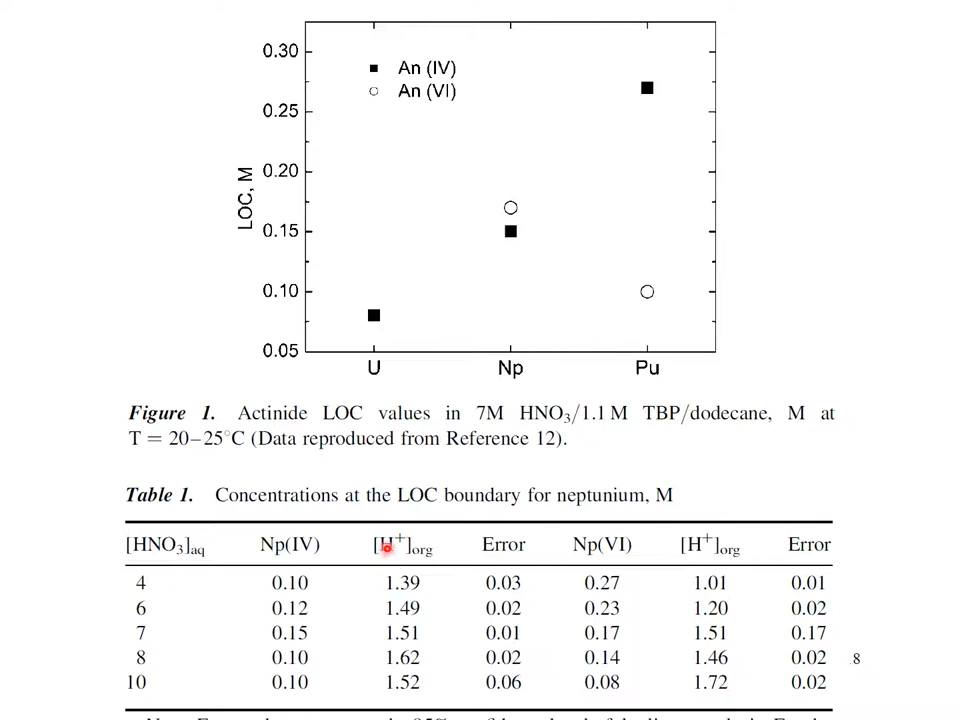 0.30
0.25
0.20
0.15
0.10
0.05
LOC, M
An (IV)
An (VI)
U Np Pu
Figure 1. Actinide LOC values in 7M HNO3/1.1 M TBP/dodecane, M at
T = 20–25°C (Data reproduced from Reference 12).
Table 1. Concentrations at the LOC boundary for neptunium, M
[HNO3]aq Np(IV) [H+]org Error Np(VI) [H+]org Error
4 0.10 1.39 0.03 0.27 1.01 0.01
6 0.12 1.49 0.02 0.23 1.20 0.02
7 0.15 1.51 0.01 0.17 1.51 0.17
8 0.10 1.62 0.02 0.14 1.46 0.02
10 0.10 1.52 0.06 0.08 1.72 0.02
8